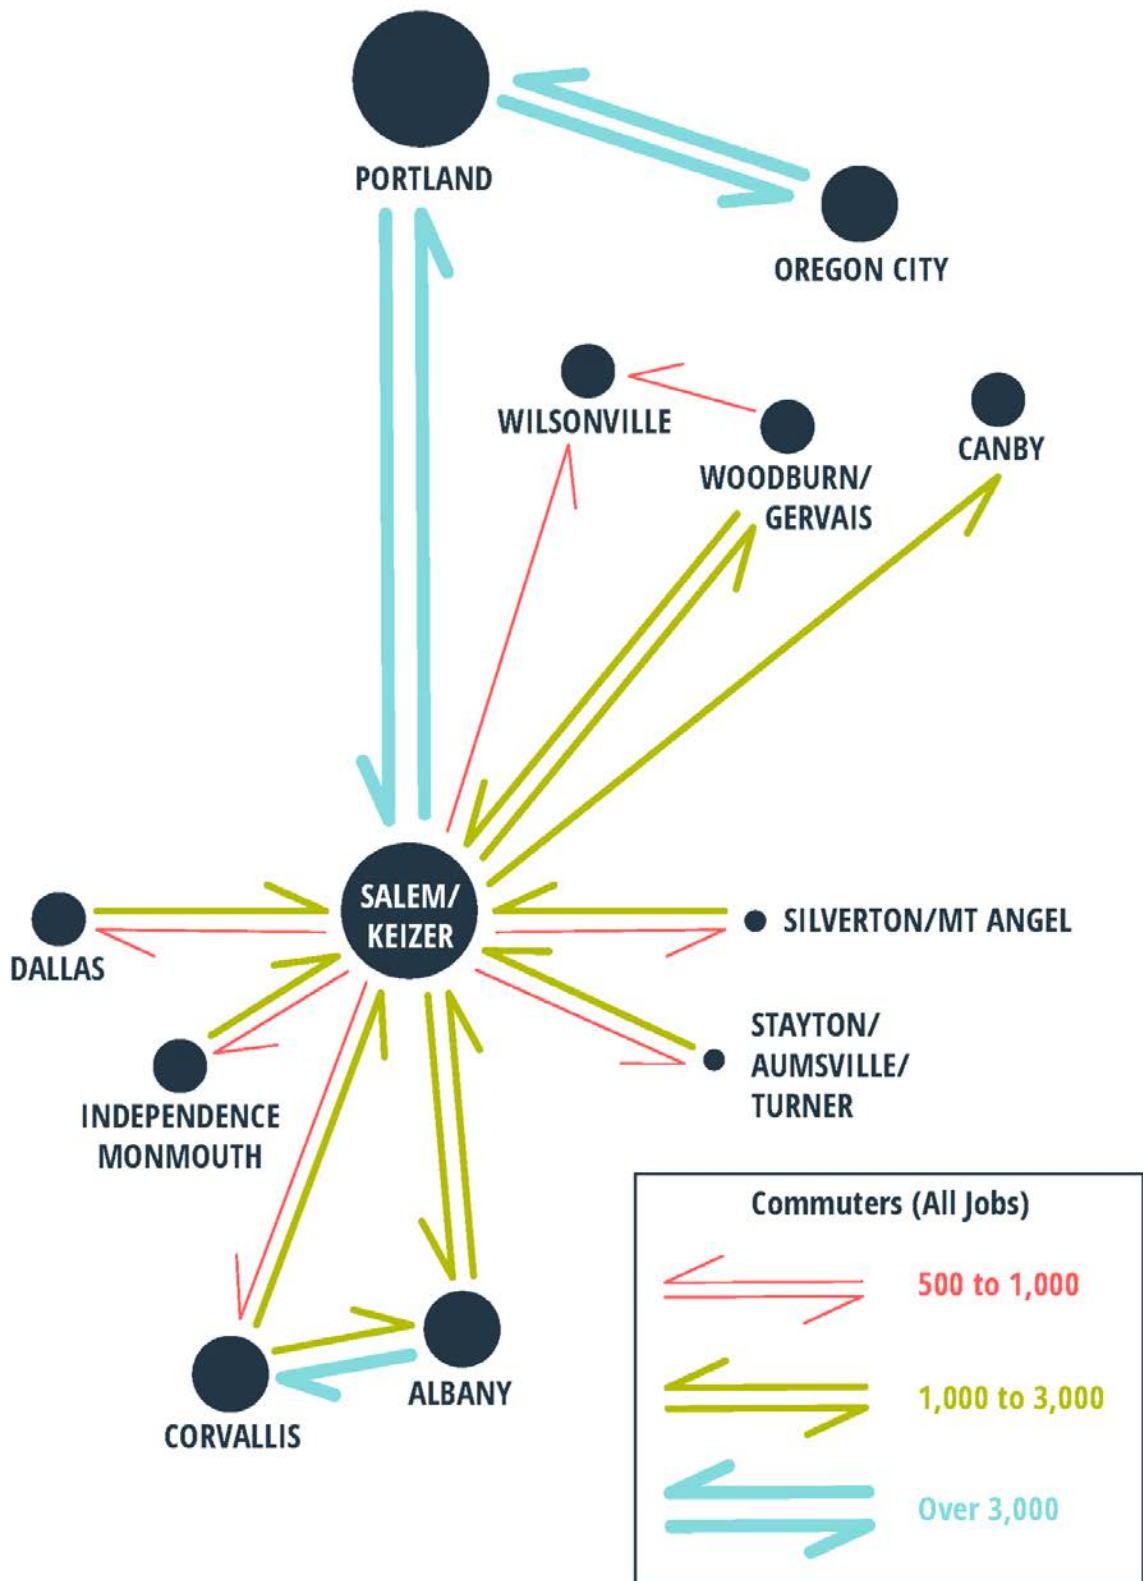 PORTLAND
OREGON CITY
WILSONVILLE
WOODBURN/
GERVAIS
CANBY
SALEM/
KEIZER
DALLAS
SILVERTON/MT ANGEL
STAYTON/
AUMSVILLE/
TURNER
INDEPENDENCE
MONMOUTH
ALBANY
CORVALLIS
Commuters (All Jobs)
500 to 1,000
1,000 to 3,000
Over 3,000